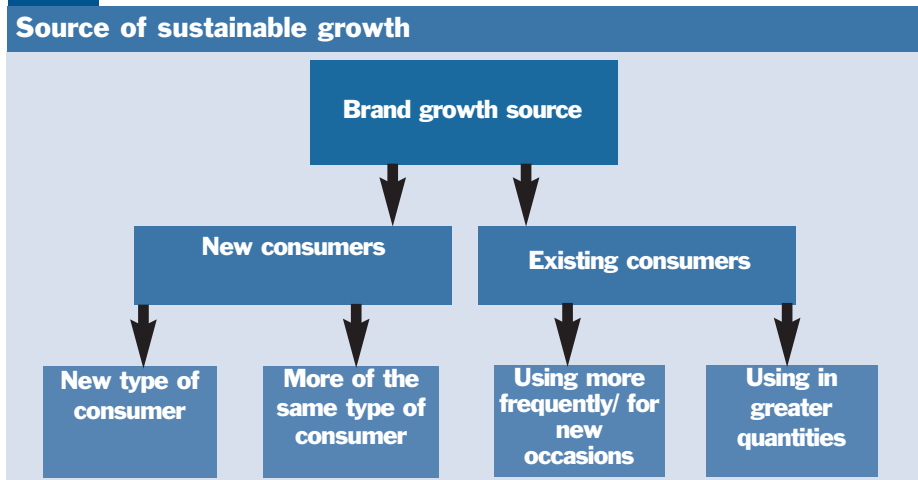 Source of sustainable growth
Brand growth source
New consumers
Existing consumers
New type of
consumer
More of the
same type of
consumer
Using more
frequently/ for
new
occasions
Using in
greater
quantities